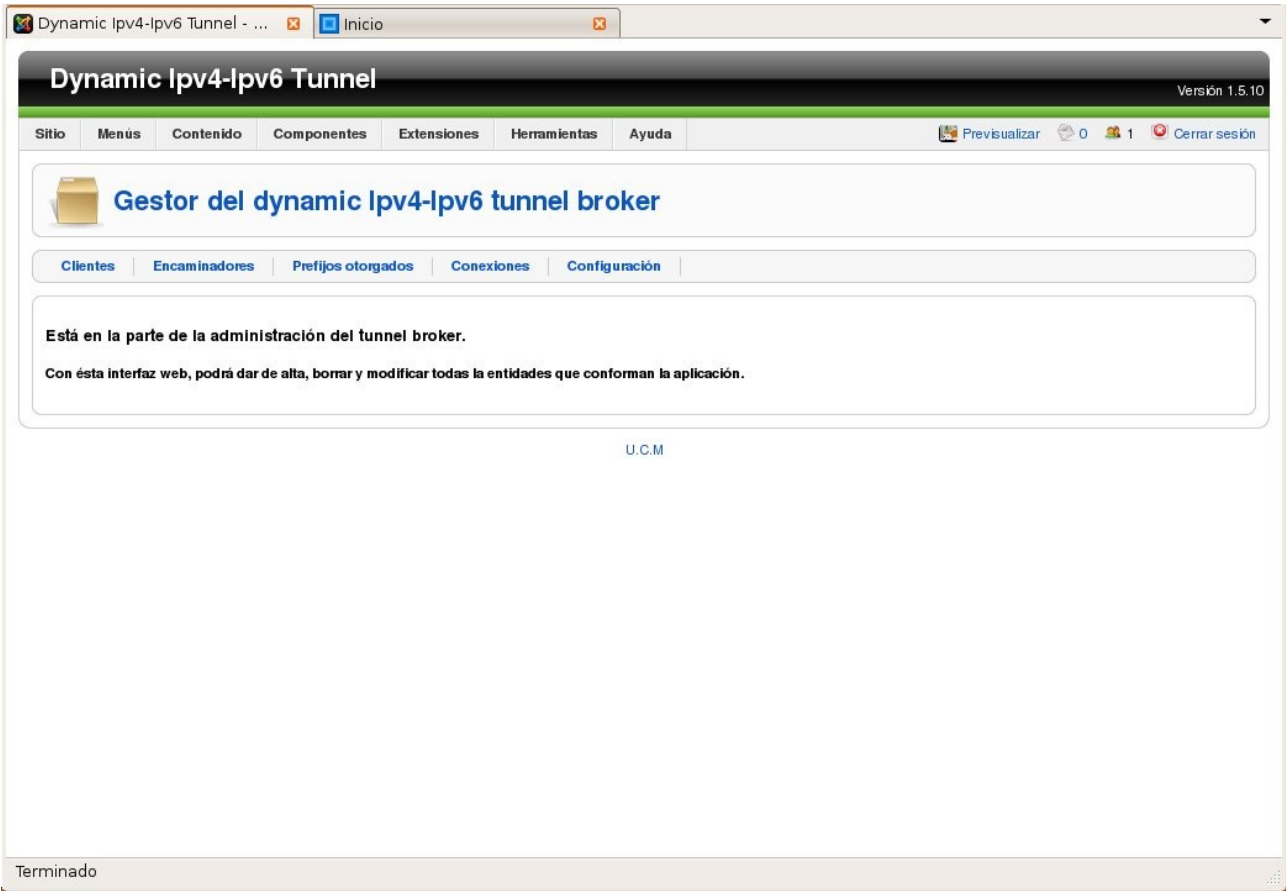 Dynamic Ipv4-Ipv6 Tunnel - ... Inicio
Dynamic Ipv4-Ipv6 Tunnel
Versión 1.5.10
Sitio Menús Contenido Componentes Extensiones Herramientas Ayuda Previsualizar 0 1 Cerrar sesión
Gestor del dynamic Ipv4-Ipv6 tunnel broker
Clientes Encaminadores Prefijos otorgados Conexiones Configuración
Está en la parte de la administración del tunnel broker.
Con ésta interfaz web, podrá dar de alta, borrar y modificar todas la entidades que conforman la aplicación.
U.C.M
Terminado